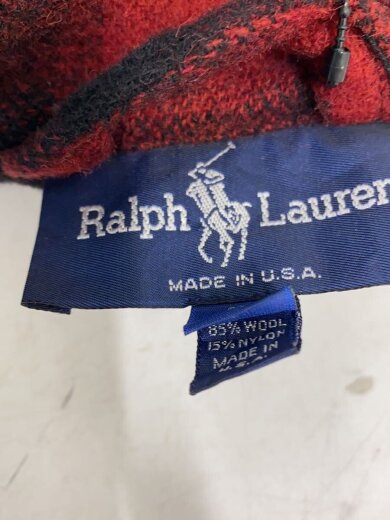 Ralph Lauren
MADE IN U.S.A.
85% WOOL
15% NYLON
MADE IN
U.S.A.